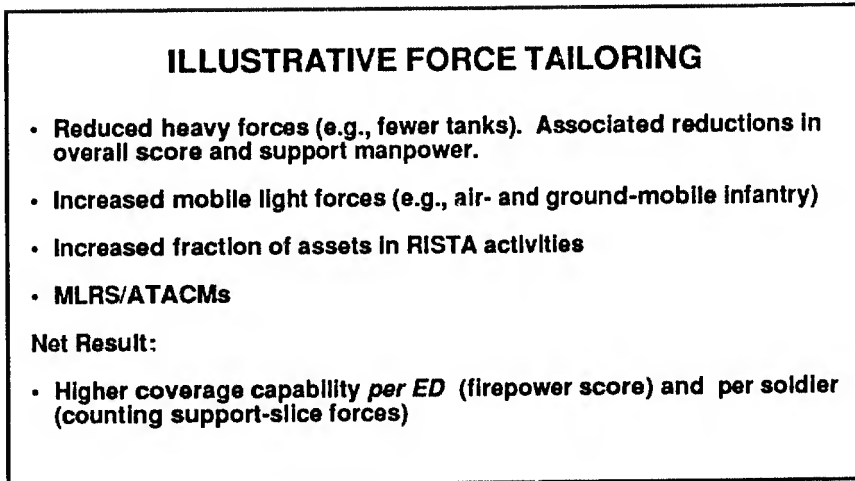 ILLUSTRATIVE FORCE TAILORING
• Reduced heavy forces (e.g., fewer tanks). Associated reductions in
overall score and support manpower.
• Increased mobile light forces (e.g., air- and ground-mobile infantry)
• Increased fraction of assets in RISTA activities
• MLRS/ATACMs
Net Result:
• Higher coverage capability per ED (firepower score) and per soldier
(counting support-slice forces)